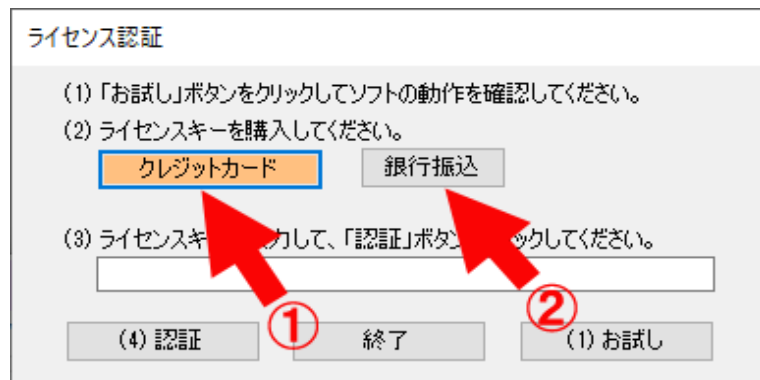 ライセンス認証
(1)「お試し」ボタンをクリックしてソフトの動作を確認してください。
(2) ライセンスキーを購入してください。
クレジットカード 銀行振込
(3) ライセンスキ 力して、「認証」ボタン ックしてください。
① ②
(4) 認証 終了 (1) お試し